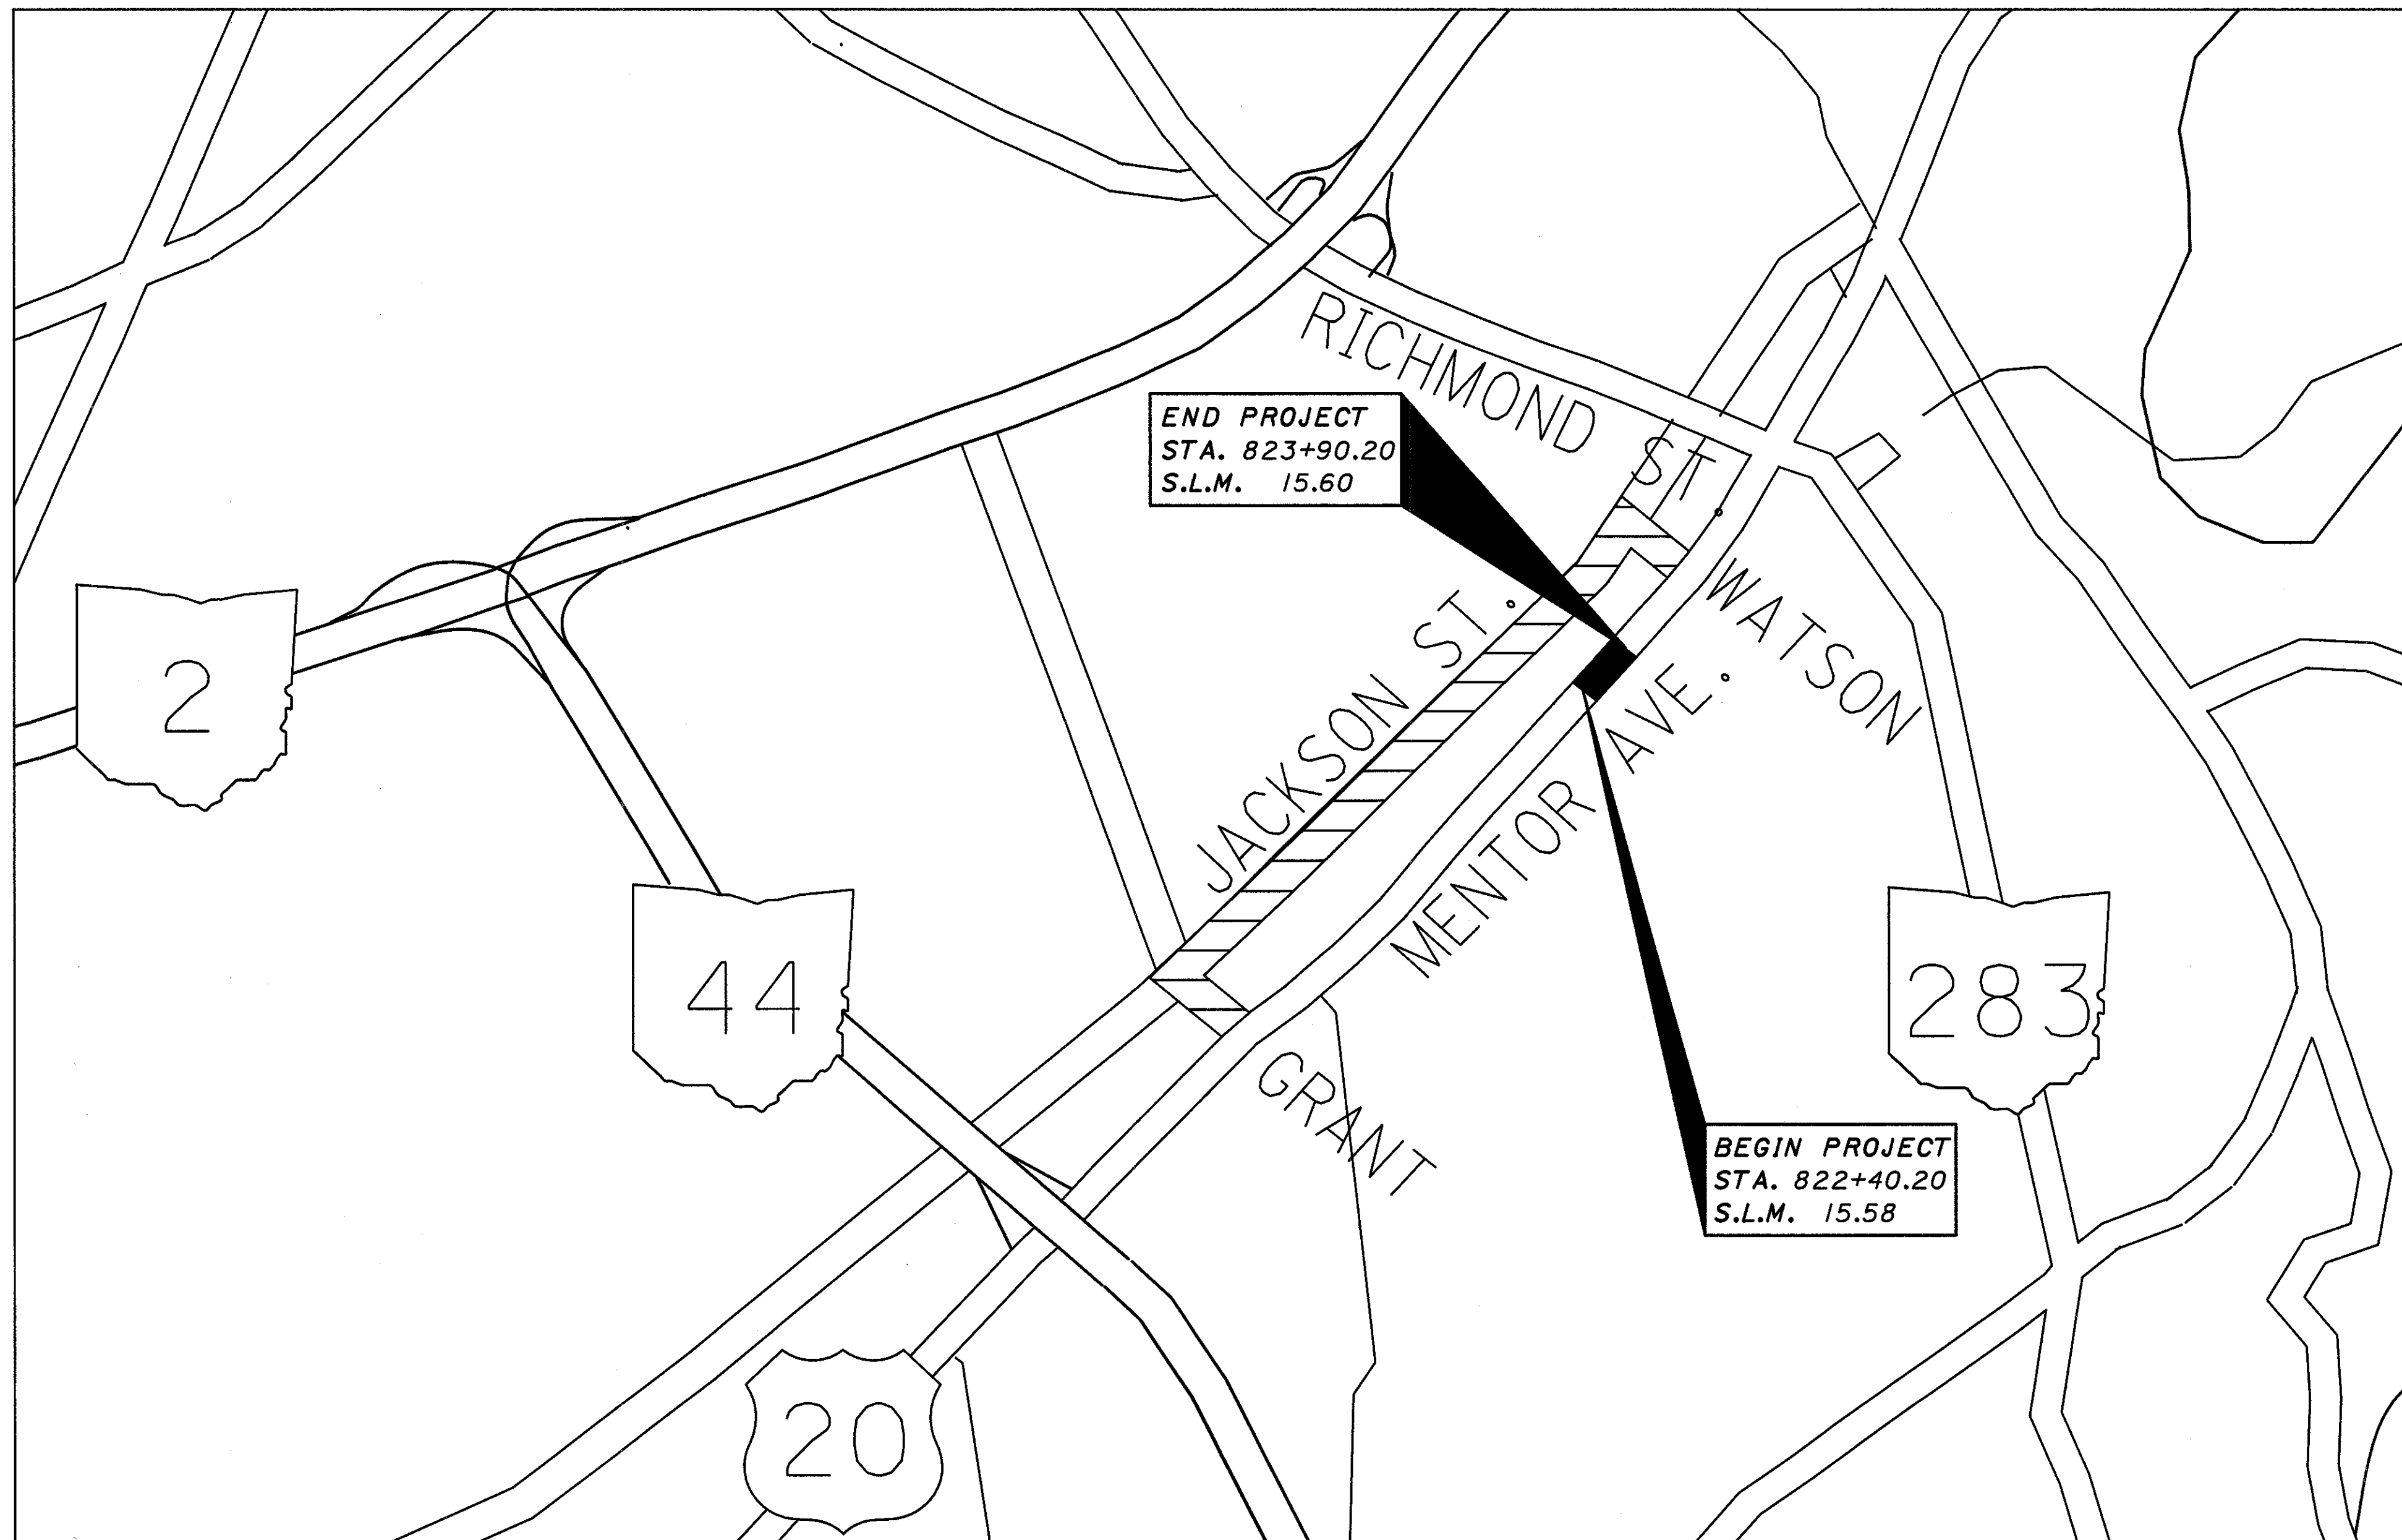 RICHMOND ST.
END PROJECT
STA. 823+90.20
S.L.M. 15.60
JACKSON ST.
WATSON
MENTOR AVE.
2
44
283
GRANT
BEGIN PROJECT
STA. 822+40.20
S.L.M. 15.58
20